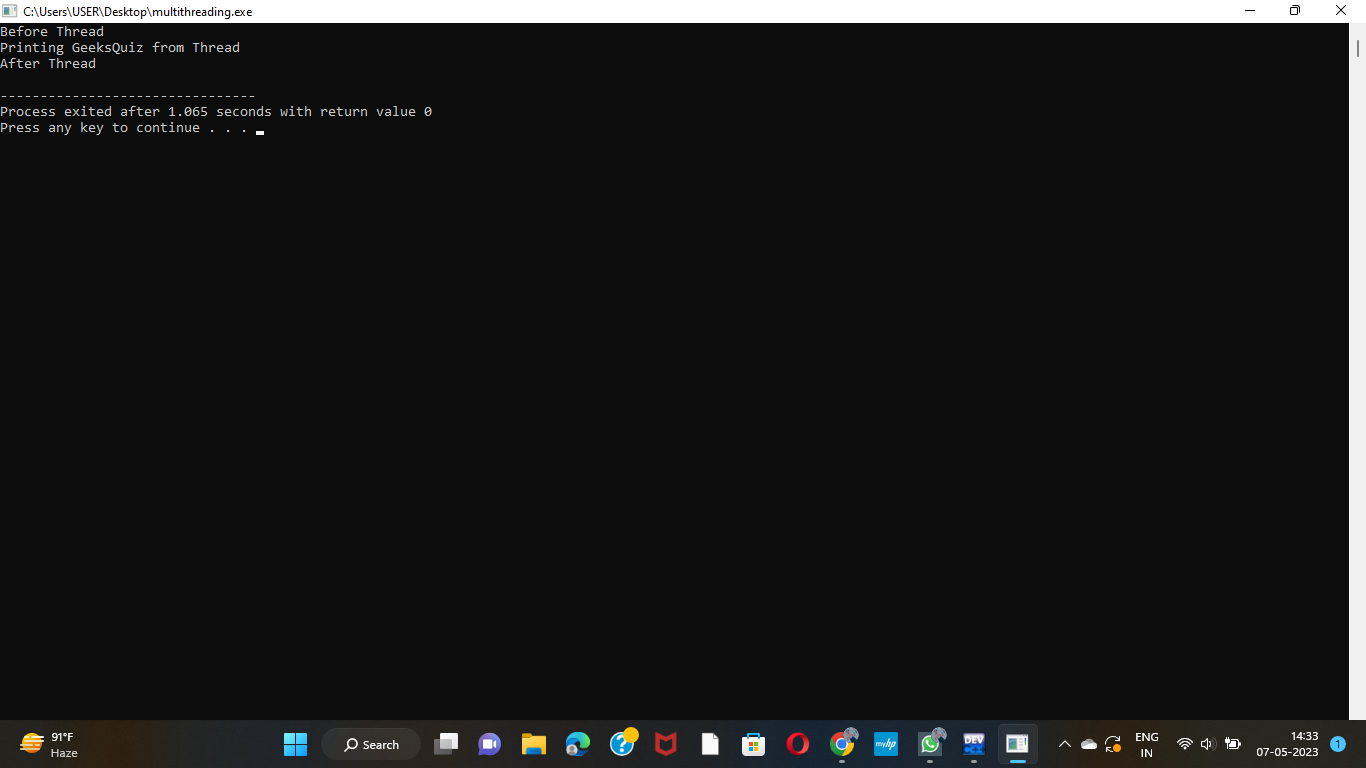 C:\Users\USER\Desktop\multithreading.exe
Before Thread
Printing GeeksQuiz from Thread
After Thread
--------------------------------
Process exited after 1.065 seconds with return value 0
Press any key to continue . . .
91°F
Haze
Search
myhp
DEV
C++
ENG
IN
14:33
07-05-2023
1